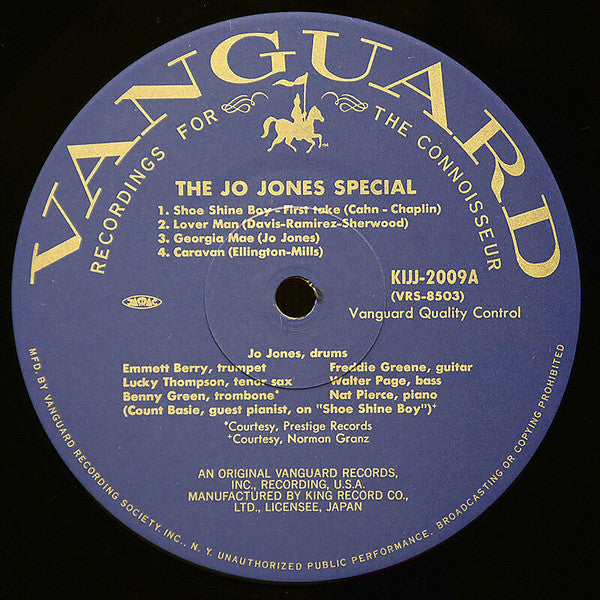 VANGUARD
RECORDINGS FOR THE CONNOISSEUR
TM
THE JO JONES SPECIAL
1. Shoe Shine Boy - First take (Cahn - Chaplin)
2. Lover Man (Davis-Ramirez-Sherwood)
3. Georgia Mae (Jo Jones)
4. Caravan (Ellington-Mills)
KIJJ-2009A
(VRS-8503)
Vanguard Quality Control
JASRAC
Jo Jones, drums
Emmett Berry, trumpet Freddie Greene, guitar
Lucky Thompson, tenor sax Walter Page, bass
Benny Green, trombone* Nat Pierce, piano
(Count Basie, guest pianist, on "Shoe Shine Boy")+
*Courtesy, Prestige Records
+Courtesy, Norman Granz
AN ORIGINAL VANGUARD RECORDS,
INC., RECORDING, U.S.A.
MANUFACTURED BY KING RECORD CO.,
LTD., LICENSEE, JAPAN
MFD. BY VANGUARD RECORDING SOCIETY, INC., N. Y. UNAUTHORIZED PUBLIC PERFORMANCE, BROADCASTING OR COPYING PROHIBITED